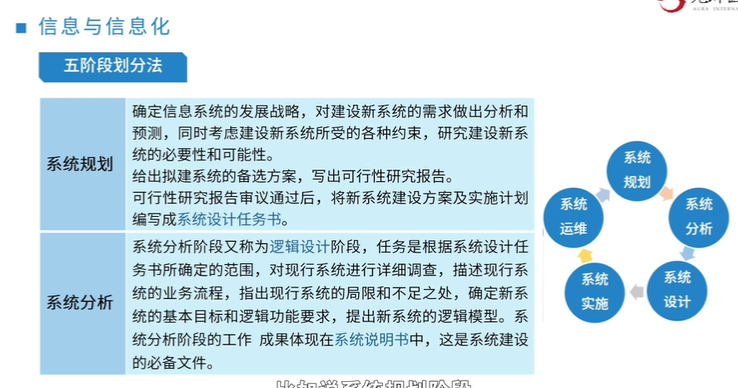 信息与信息化
五阶段划分法
系统规划
确定信息系统的发展战略，对建设新系统的需求做出分析和
预测，同时考虑建设新系统所受的各种约束，研究建设新系
统的必要性和可能性。
给出拟建系统的备选方案，写出可行性研究报告。
可行性研究报告审议通过后，将新系统建设方案及实施计划
编写成系统设计任务书。
系统分析
系统分析阶段又称为逻辑设计阶段，任务是根据系统设计任
务书所确定的范围，对现行系统进行详细调查，描述现行系
统的业务流程，指出现行系统的局限和不足之处，确定新系
统的基本目标和逻辑功能要求，提出新系统的逻辑模型。系
统分析阶段的工作 成果体现在系统说明书中，这是系统建设
的必备文件。
系统
规划
系统
分析
系统
设计
系统
实施
系统
运维
比如说系统规划阶段